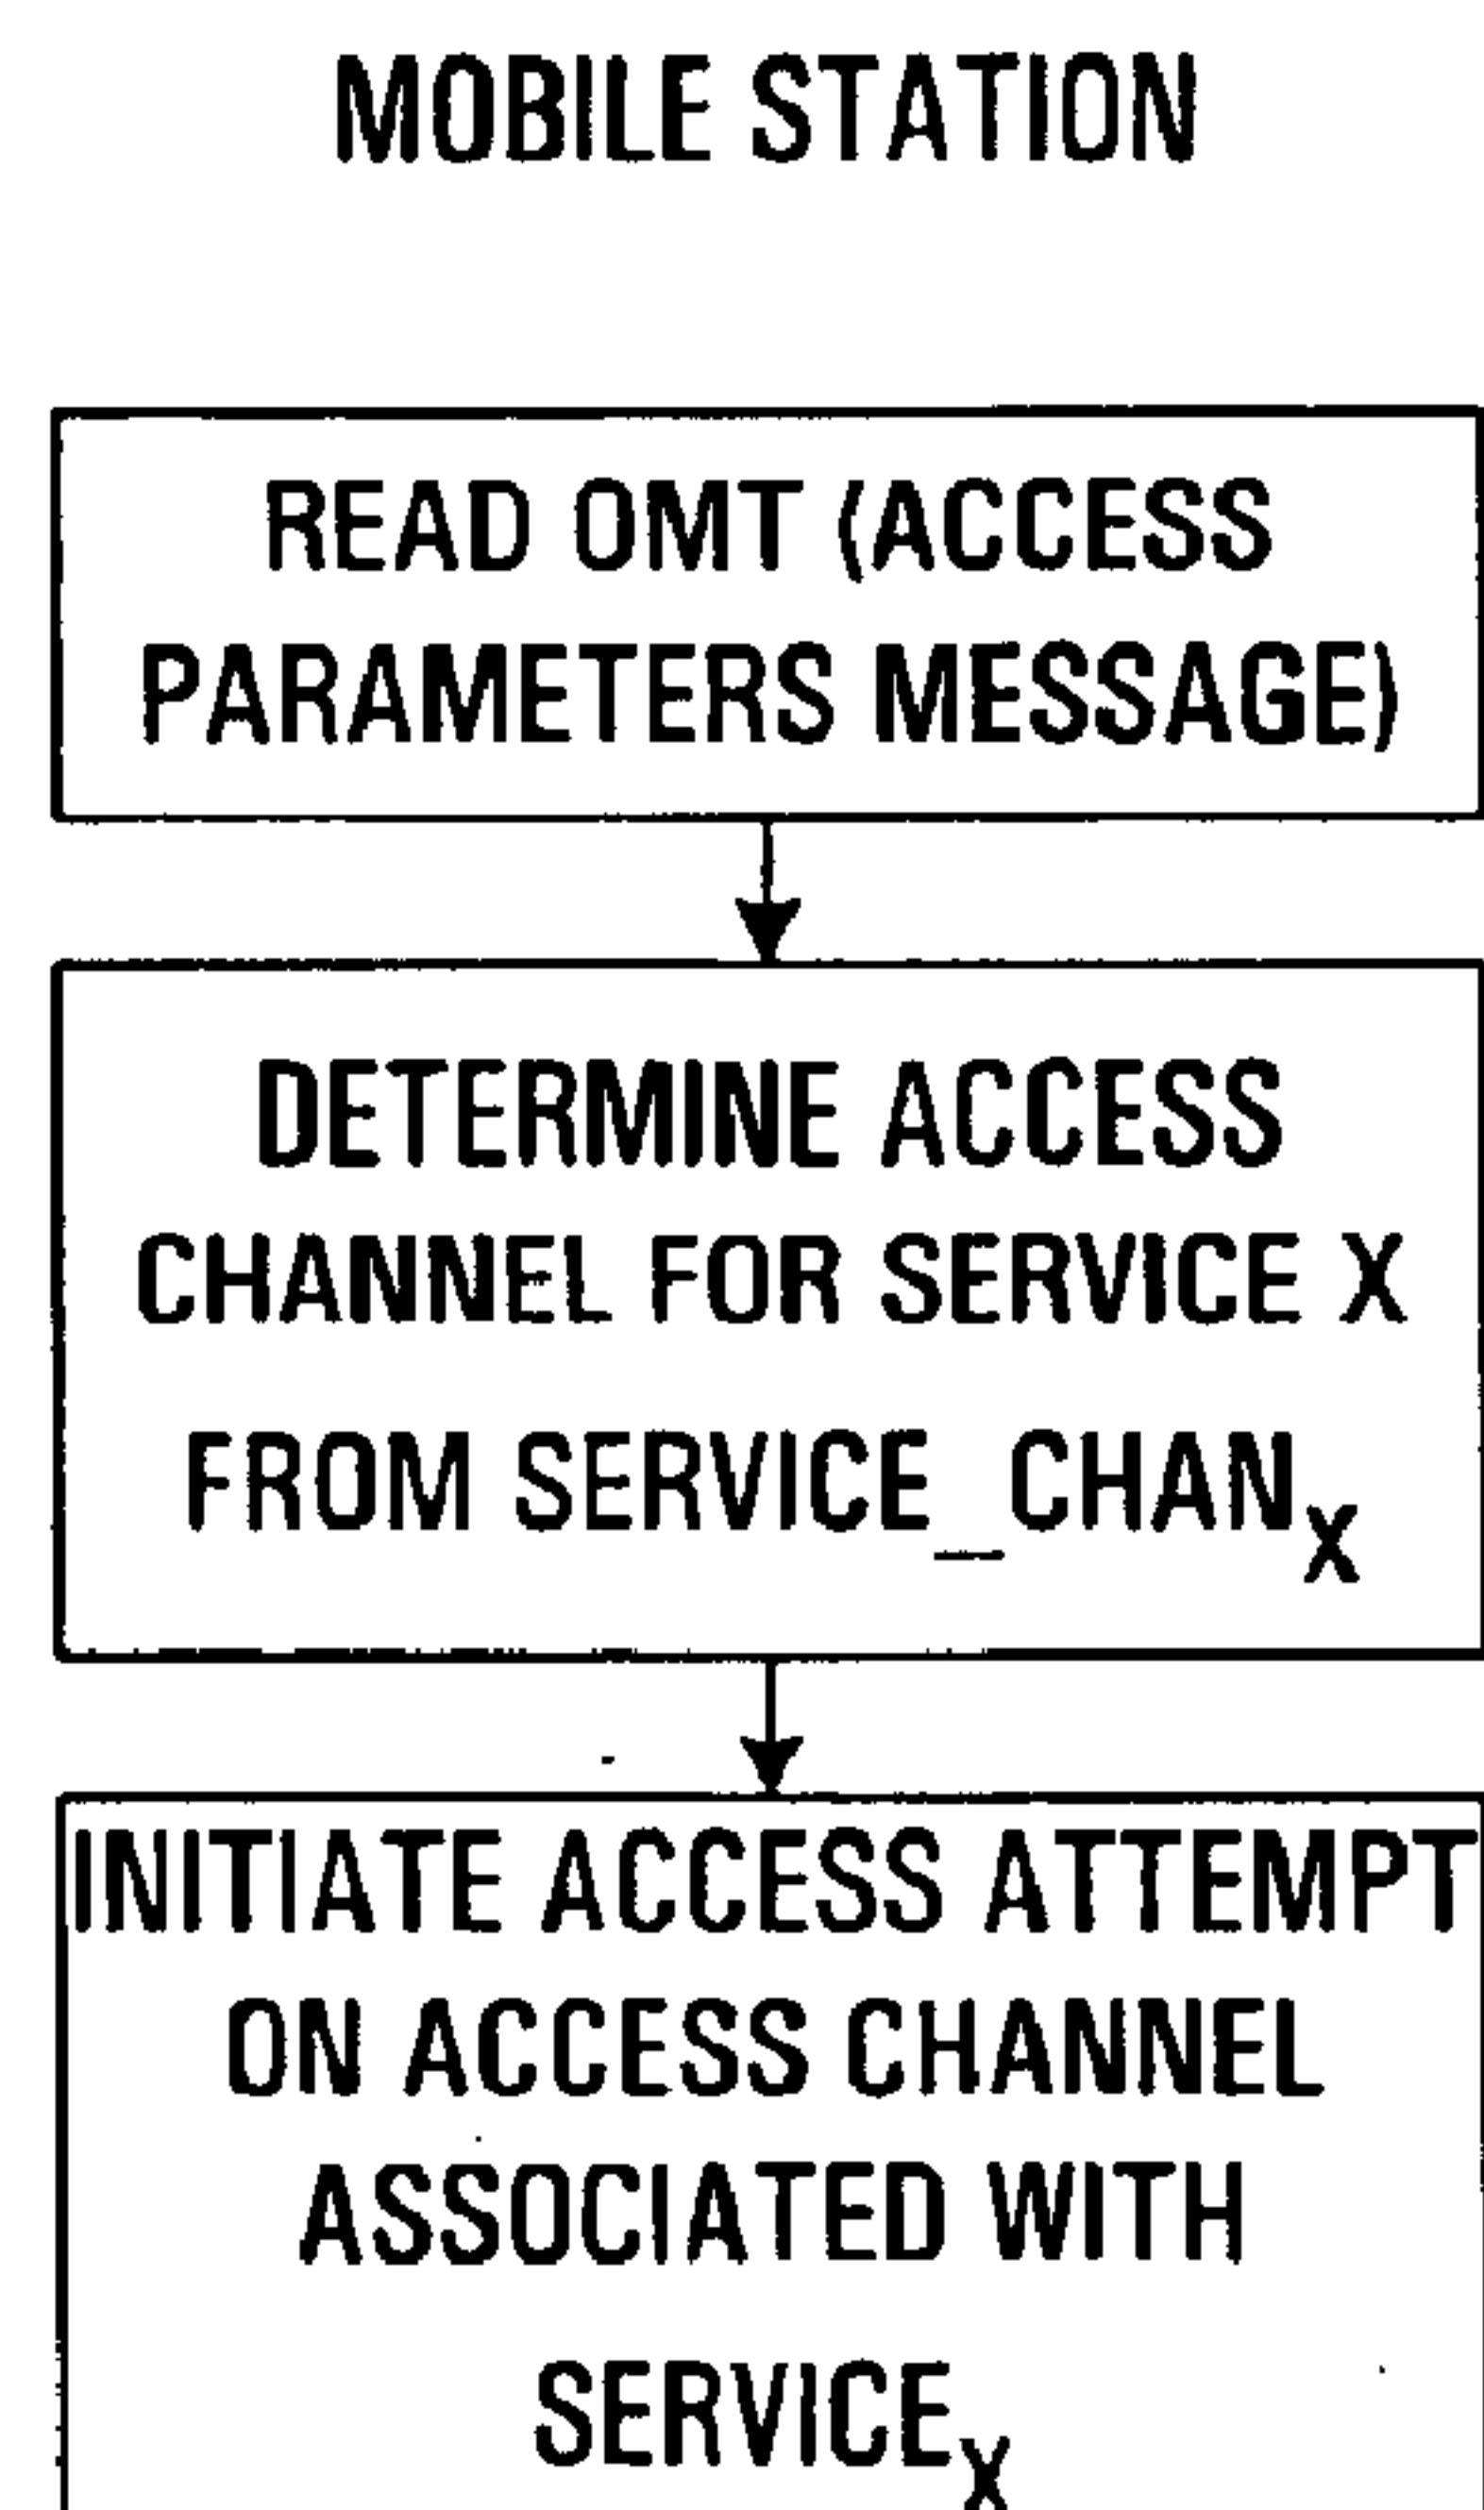 MOBILE STATION
READ OMT (ACCESS
PARAMETERS MESSAGE)
DETERMINE ACCESS
CHANNEL FOR SERVICE X
FROM SERVICE_CHANX
INITIATE ACCESS ATTEMPT
ON ACCESS CHANNEL
ASSOCIATED WITH
SERVICEX